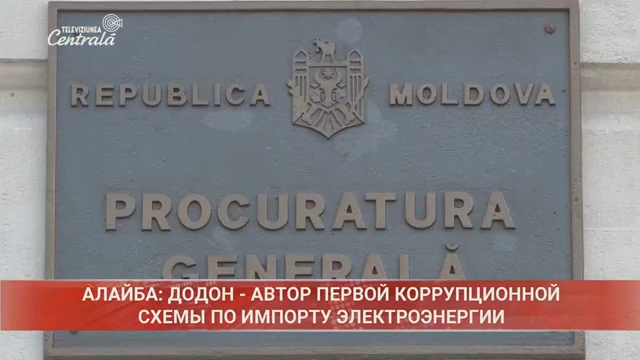 TELEVIZIUNEA
Centrală
REPUBLICA MOLDOVA
PROCURATURA
GENERALĂ
АЛАЙБА: ДОДОН - АВТОР ПЕРВОЙ КОРРУПЦИОННОЙ
СХЕМЫ ПО ИМПОРТУ ЭЛЕКТРОЭНЕРГИИ